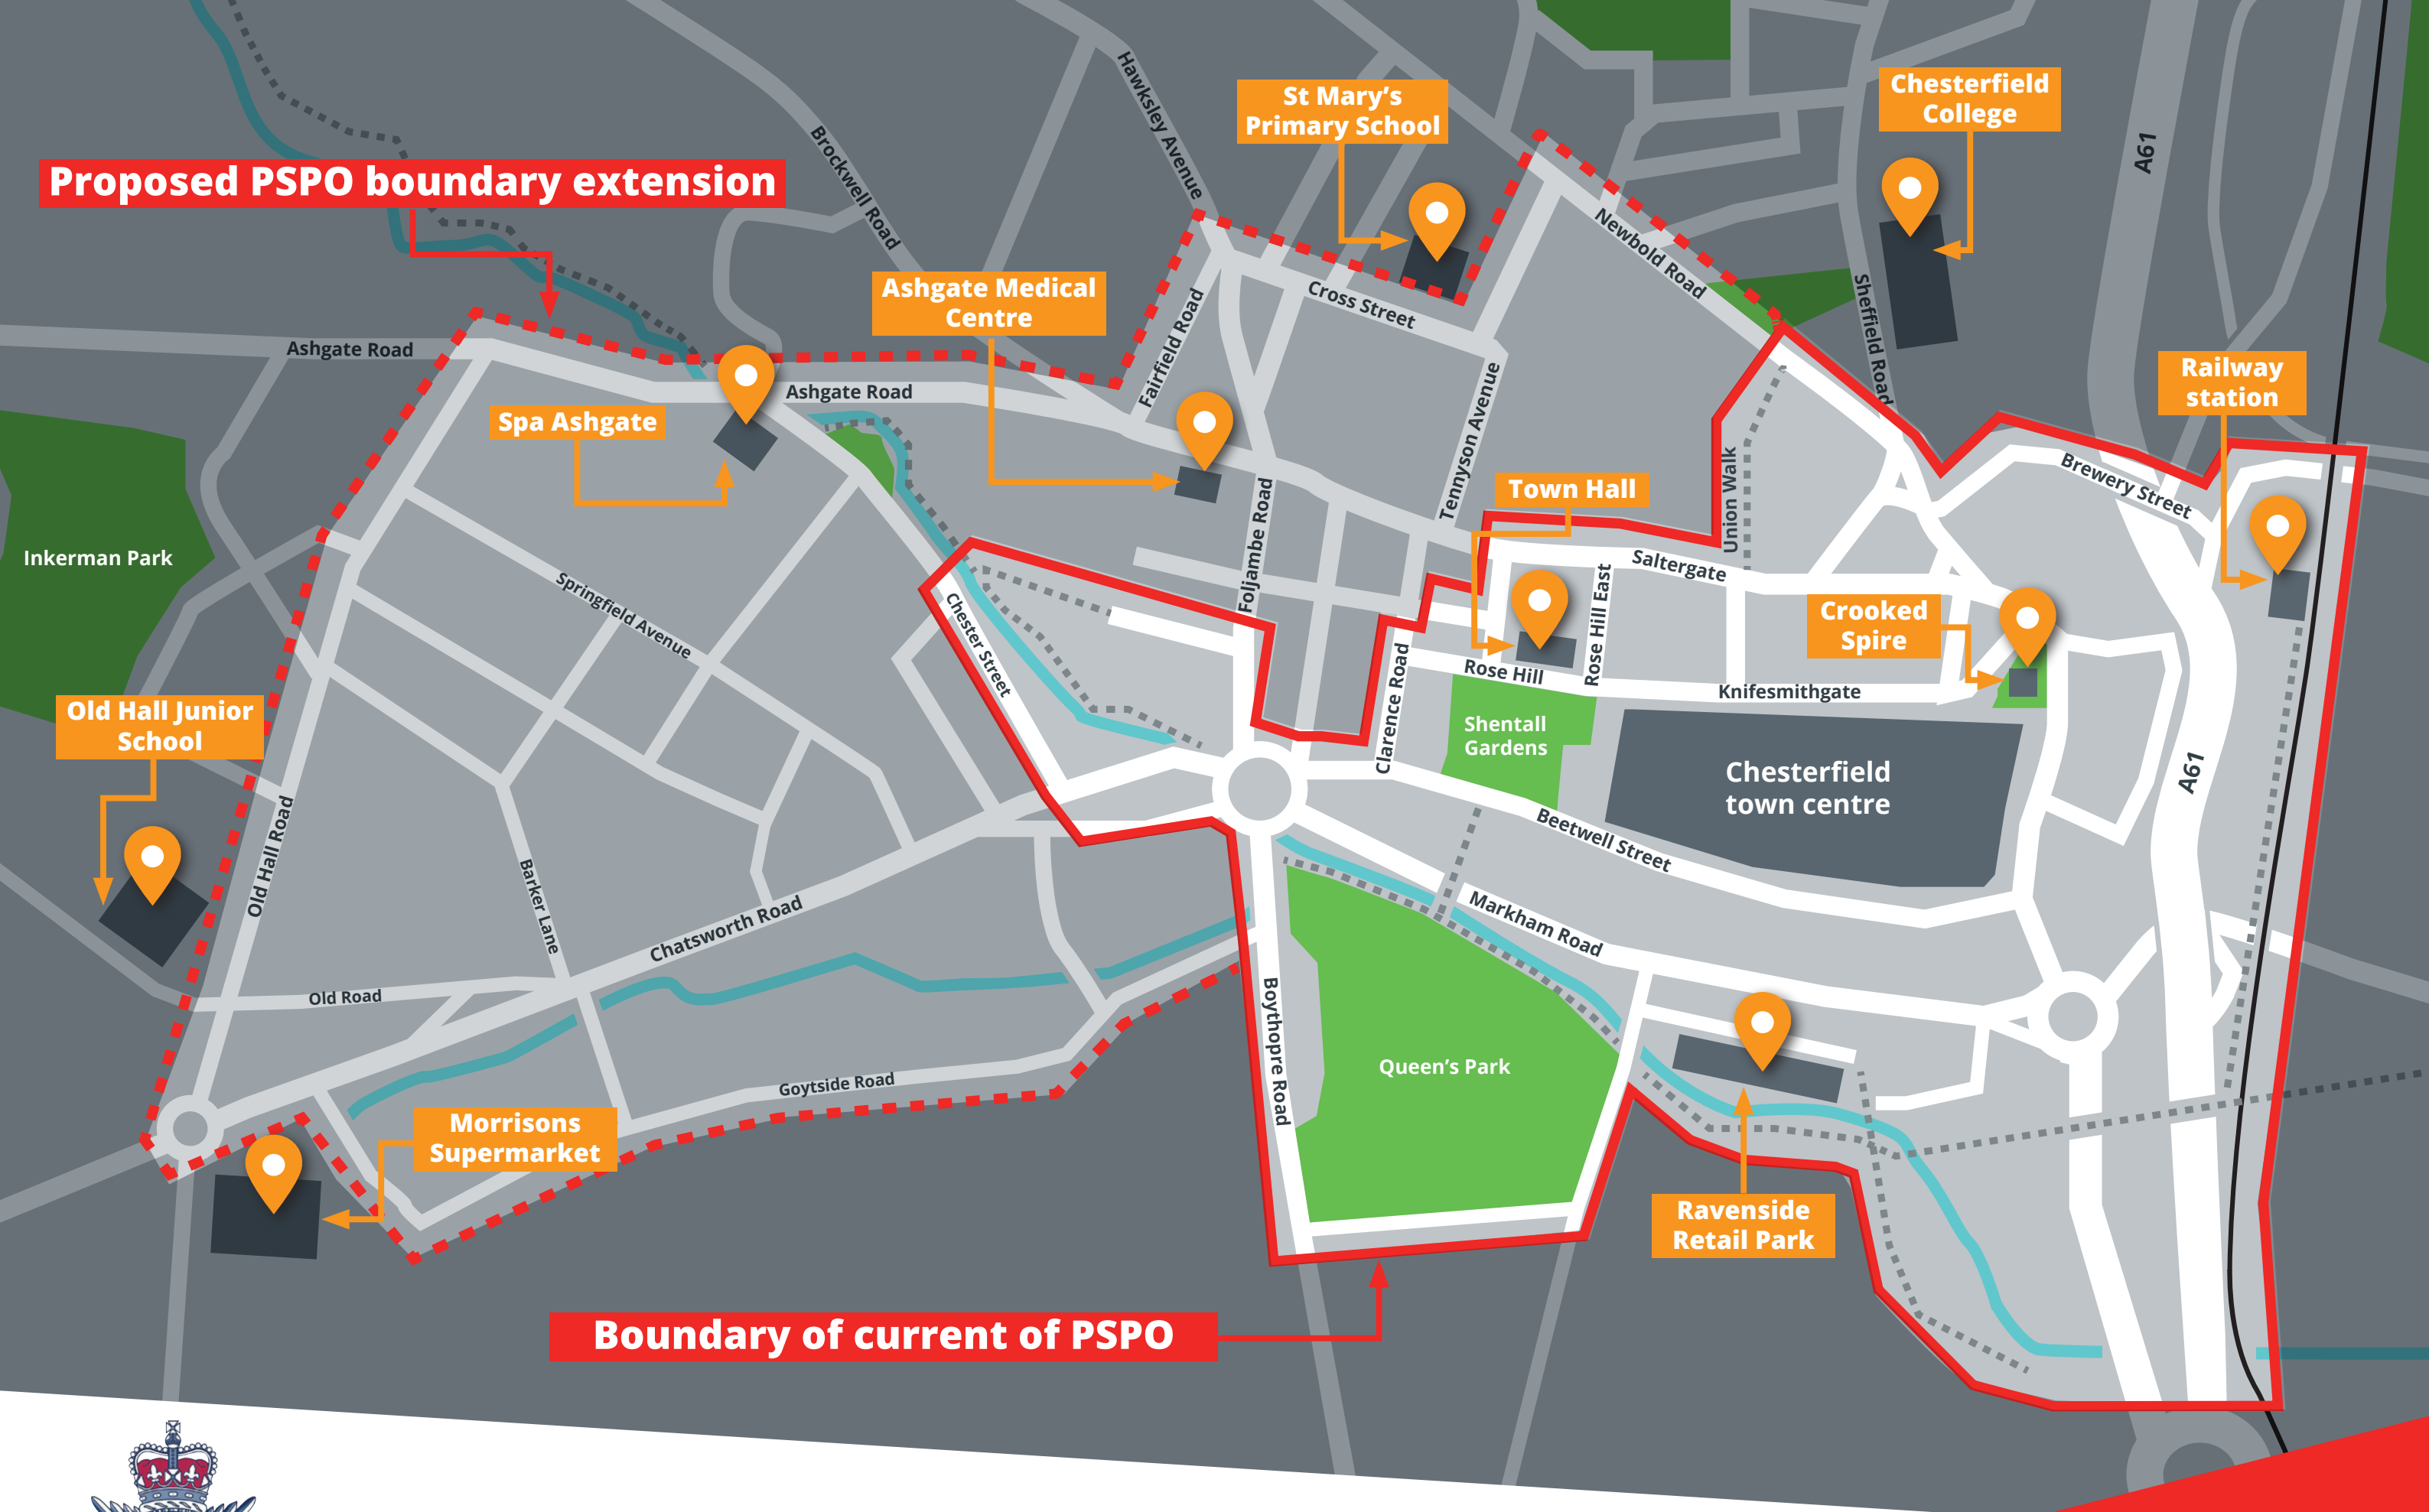 Hawksley Avenue
St Mary's
Primary School
Chesterfield
College
A61
Brockwell Road
Proposed PSPO boundary extension
Newbold Road
Ashgate Medical
Centre
Cross Street
Fairfield Road
Sheffield Road
Ashgate Road
Railway
station
Ashgate Road
Spa Ashgate
Tennyson Avenue
Town Hall
Union Walk
Brewery Street
Foljambe Road
Inkerman Park
Saltergate
Springfield Avenue
Chester Street
Rose Hill East
Crooked
Spire
Rose Hill
Knifesmithgate
Clarence Road
Old Hall Junior
School
Shentall
Gardens
Chesterfield
town centre
A61
Beetwell Street
Old Hall Road
Barker Lane
Chatsworth Road
Markham Road
Old Road
Boythopre Road
Goytside Road
Queen's Park
Morrisons
Supermarket
Ravenside
Retail Park
Boundary of current of PSPO